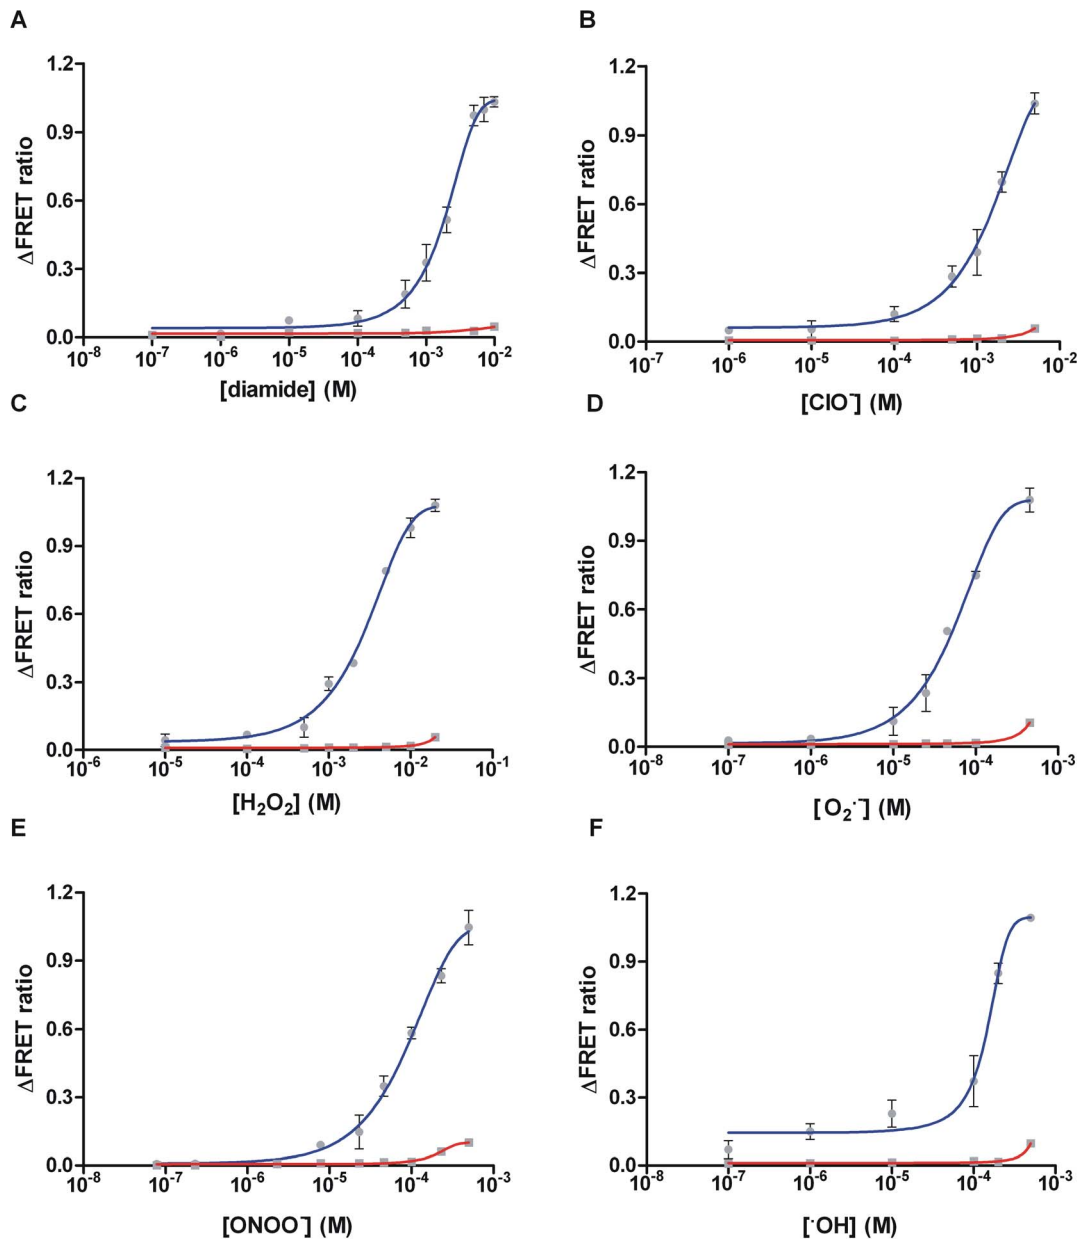 A
1.2
0.9
0.6
0.3
0.0
ΔFRET ratio
10⁻⁸ 10⁻⁷ 10⁻⁶ 10⁻⁵ 10⁻⁴ 10⁻³ 10⁻²
[diamide] (M)
B
1.2
0.9
0.6
0.3
0.0
ΔFRET ratio
10⁻⁷ 10⁻⁶ 10⁻⁵ 10⁻⁴ 10⁻³ 10⁻²
[ClO⁻] (M)
C
1.2
0.9
0.6
0.3
0.0
ΔFRET ratio
10⁻⁶ 10⁻⁵ 10⁻⁴ 10⁻³ 10⁻² 10⁻¹
[H₂O₂] (M)
D
1.2
0.9
0.6
0.3
0.0
ΔFRET ratio
10⁻⁸ 10⁻⁷ 10⁻⁶ 10⁻⁵ 10⁻⁴ 10⁻³
[O₂˙⁻] (M)
E
1.2
0.9
0.6
0.3
0.0
ΔFRET ratio
10⁻⁸ 10⁻⁷ 10⁻⁶ 10⁻⁵ 10⁻⁴ 10⁻³
[ONOO⁻] (M)
F
1.2
0.9
0.6
0.3
0.0
ΔFRET ratio
10⁻⁸ 10⁻⁷ 10⁻⁶ 10⁻⁵ 10⁻⁴ 10⁻³
[˙OH] (M)